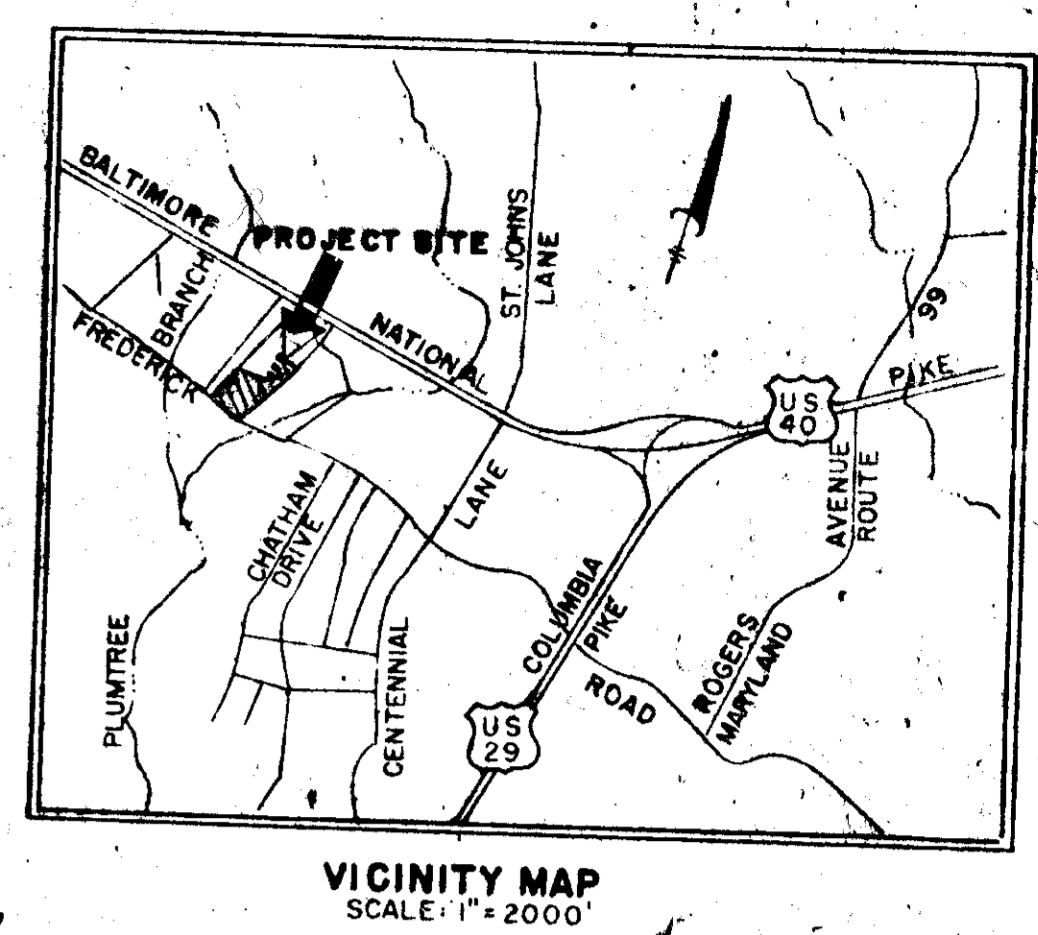 BALTIMORE
PROJECT SITE
NATIONAL
ST. JOHNS
LANE
BRANCH
FREDERICK
99
PIKE
US
40
AVENUE
ROUTE
LANE
CHATHAM
DRIVE
COLUMBIA
PIKE
PLUMTREE
CENTENNIAL
ROAD
ROGERS
MARYLAND
US
29
VICINITY MAP
SCALE: 1" = 2000'